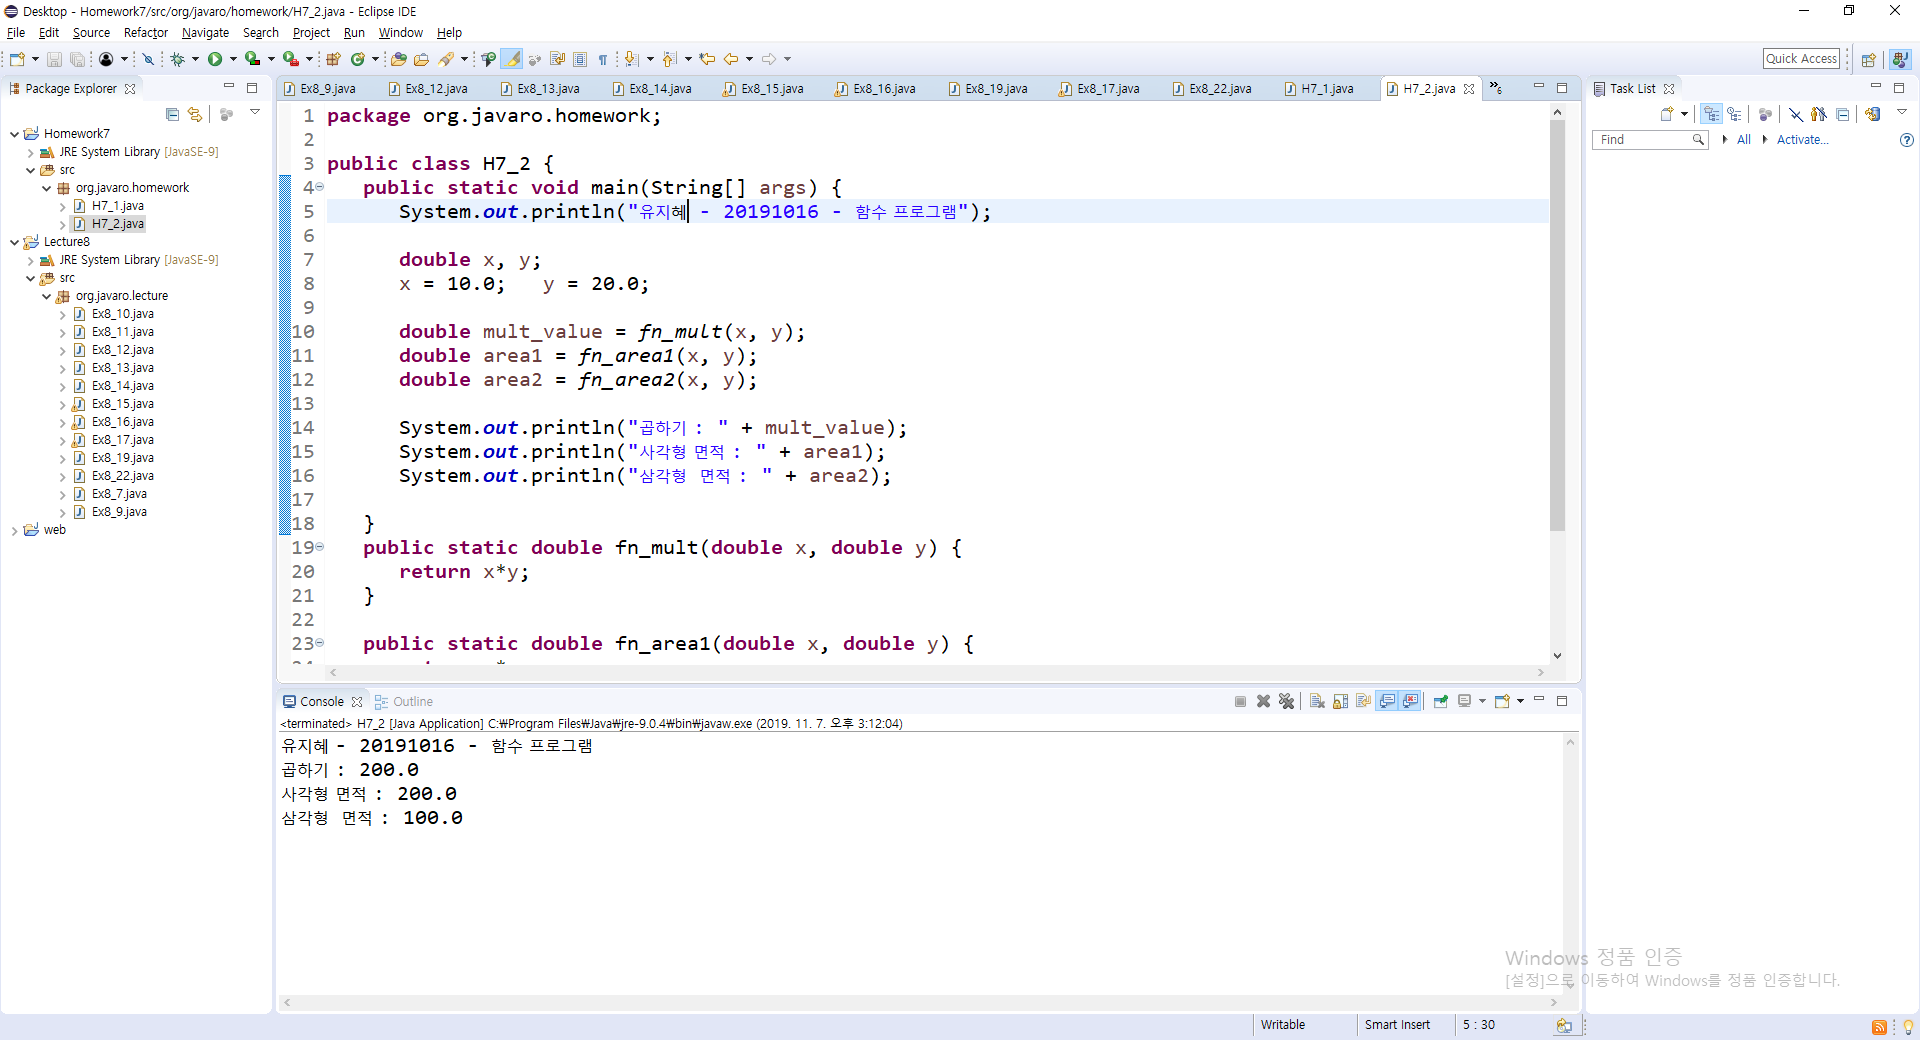 Desktop - Homework7/src/org/javaro/homework/H7_2.java - Eclipse IDE
File Edit Source Refactor Navigate Search Project Run Window Help
Quick Access
Package Explorer
Homework7
JRE System Library [JavaSE-9]
src
org.javaro.homework
H7_1.java
H7_2.java
Lecture8
JRE System Library [JavaSE-9]
src
org.javaro.lecture
Ex8_10.java
Ex8_11.java
Ex8_12.java
Ex8_13.java
Ex8_14.java
Ex8_15.java
Ex8_16.java
Ex8_17.java
Ex8_19.java
Ex8_22.java
Ex8_7.java
Ex8_9.java
web
Ex8_9.java Ex8_12.java Ex8_13.java Ex8_14.java Ex8_15.java Ex8_16.java Ex8_19.java Ex8_17.java Ex8_22.java H7_1.java H7_2.java »6
1 package org.javaro.homework;
2
3 public class H7_2 {
4 public static void main(String[] args) {
5 System.out.println("유지혜 - 20191016 - 함수 프로그램");
6
7 double x, y;
8 x = 10.0; y = 20.0;
9
10 double mult_value = fn_mult(x, y);
11 double area1 = fn_area1(x, y);
12 double area2 = fn_area2(x, y);
13
14 System.out.println("곱하기 : " + mult_value);
15 System.out.println("사각형 면적 : " + area1);
16 System.out.println("삼각형 면적 : " + area2);
17
18 }
19 public static double fn_mult(double x, double y) {
20 return x*y;
21 }
22
23 public static double fn_area1(double x, double y) {
Console Outline
<terminated> H7_2 [Java Application] C:₩Program Files₩Java₩jre-9.0.4₩bin₩javaw.exe (2019. 11. 7. 오후 3:12:04)
유지혜 - 20191016 - 함수 프로그램
곱하기 : 200.0
사각형 면적 : 200.0
삼각형 면적 : 100.0
Task List
Find All Activate...
Windows 정품 인증
[설정]으로 이동하여 Windows를 정품 인증합니다.
Writable Smart Insert 5 : 30